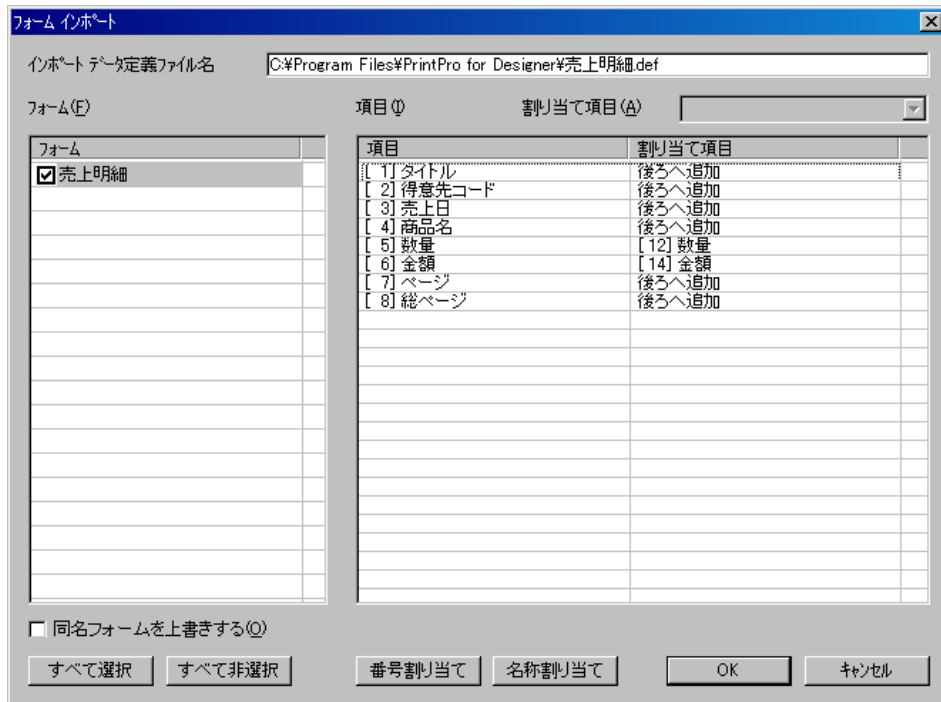 フォーム インポート
インポート データ定義ファイル名 C:¥Program Files¥PrintPro for Designer¥売上明細.def
フォーム(F) 項目(I) 割り当て項目(A)
フォーム 項目 割り当て項目
売上明細 [ 1] タイトル 後ろへ追加
[ 2] 得意先コード 後ろへ追加
[ 3] 売上日 後ろへ追加
[ 4] 商品名 後ろへ追加
[ 5] 数量 [12] 数量
[ 6] 金額 [14] 金額
[ 7] ページ 後ろへ追加
[ 8] 総ページ 後ろへ追加
同名フォームを上書きする(O)
すべて選択 すべて非選択 番号割り当て 名称割り当て OK キャンセル